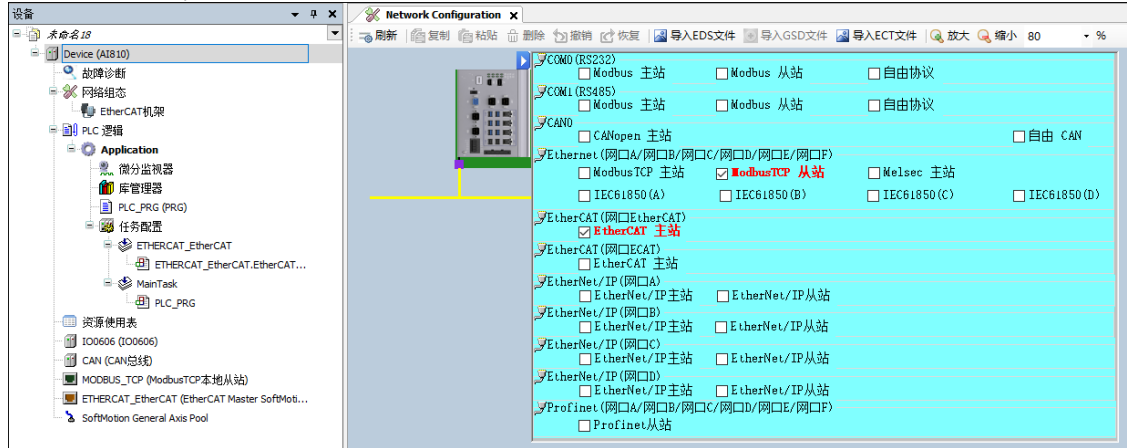 设备
未命名18
Device (AI810)
故障诊断
网络组态
EtherCAT机架
PLC 逻辑
Application
微分监视器
库管理器
PLC_PRG (PRG)
任务配置
ETHERCAT_EtherCAT
ETHERCAT_EtherCAT.EtherCAT...
MainTask
PLC_PRG
资源使用表
IO0606 (IO0606)
CAN (CAN总线)
MODBUS_TCP (ModbusTCP本地从站)
ETHERCAT_EtherCAT (EtherCAT Master SoftMoti...
SoftMotion General Axis Pool
Network Configuration
刷新 复制 粘贴 删除 撤销 恢复 导入EDS文件 导入GSD文件 导入ECT文件 放大 缩小 80 %
COM0(RS232)
Modbus 主站 Modbus 从站 自由协议
COM1(RS485)
Modbus 主站 Modbus 从站 自由协议
CAN0
CANopen 主站 自由 CAN
Ethernet(网口A/网口B/网口C/网口D/网口E/网口F)
ModbusTCP 主站 ModbusTCP 从站 Melsec 主站
IEC61850(A) IEC61850(B) IEC61850(C) IEC61850(D)
EtherCAT(网口EtherCAT)
EtherCAT 主站
EtherCAT(网口ECAT)
EtherCAT 主站
EtherNet/IP(网口A)
EtherNet/IP主站 EtherNet/IP从站
EtherNet/IP(网口B)
EtherNet/IP主站 EtherNet/IP从站
EtherNet/IP(网口C)
EtherNet/IP主站 EtherNet/IP从站
EtherNet/IP(网口D)
EtherNet/IP主站 EtherNet/IP从站
Profinet(网口A/网口B/网口C/网口D/网口E/网口F)
Profinet从站